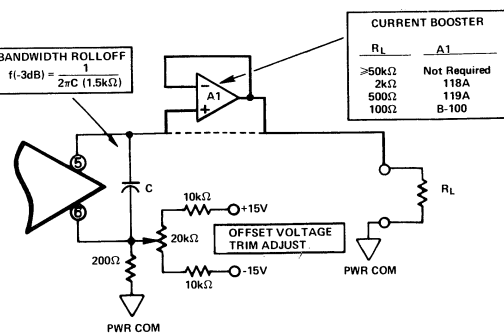 CURRENT BOOSTER
RL A1
≥50kΩ Not Required
2kΩ 118A
500Ω 119A
100Ω B-100
BANDWIDTH ROLLOFF
f(-3dB) = 1
2πC (1.5kΩ)
−
A1
+
5
C
6
10kΩ
+15V
20kΩ
OFFSET VOLTAGE
TRIM ADJUST
200Ω
10kΩ
-15V
RL
PWR COM
PWR COM